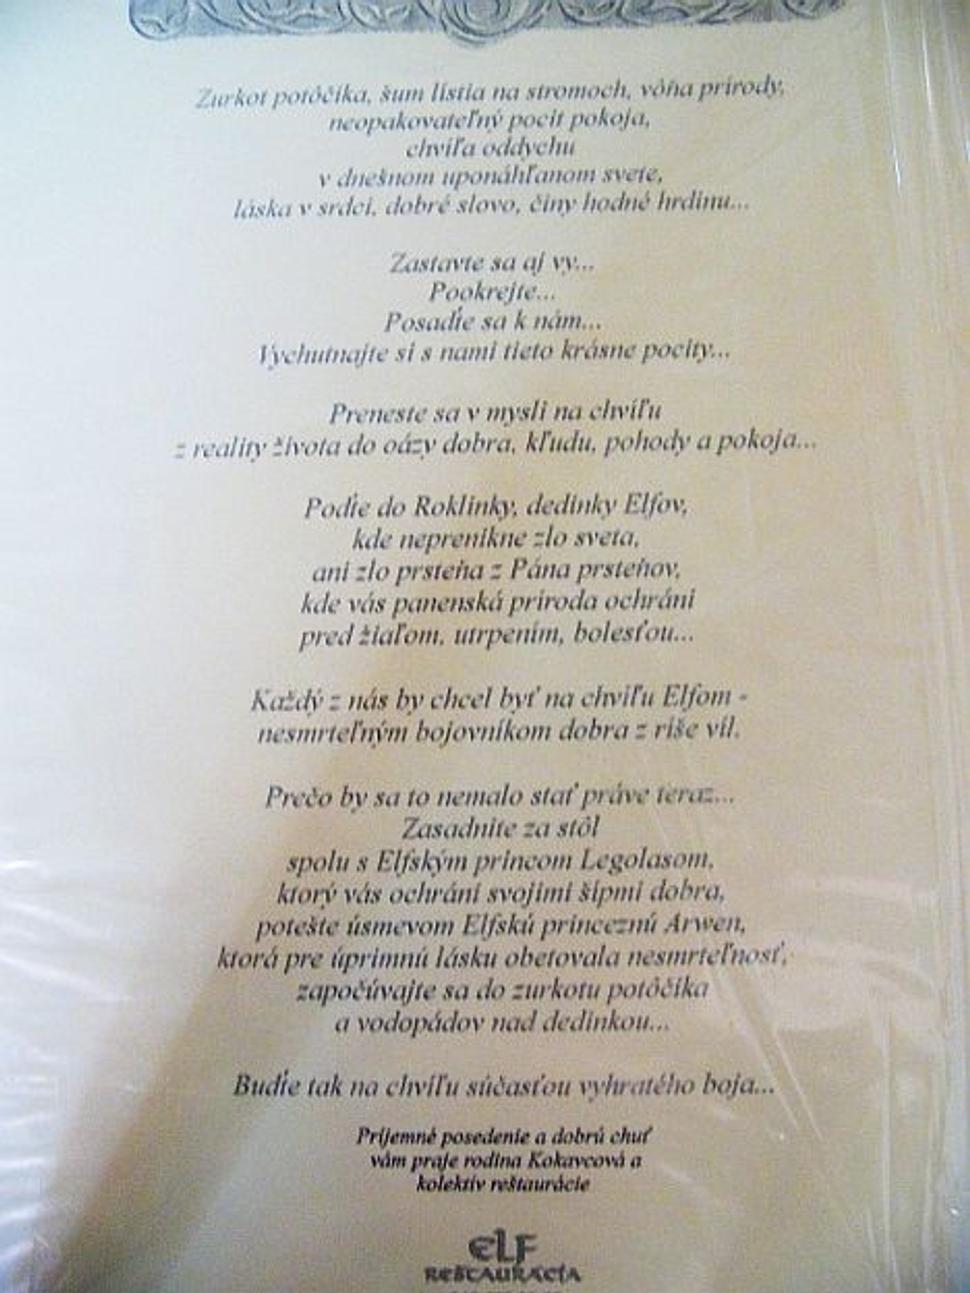 Zurkot potôčika, šum lístia na stromoch, vôňa prírody,
neopakovateľný pocit pokoja,
chvíľa oddychu
v dnešnom uponáhľanom svete,
láska v srdci, dobré slovo, činy hodné hrdinu...
Zastavte sa aj vy...
Pookrejte...
Posaďte sa k nám...
Vychutnajte si s nami tieto krásne pocity...
Preneste sa v mysli na chvíľu
z reality života do oázy dobra, kľudu, pohody a pokoja...
Poďte do Roklinky, dedinky Elfov,
kde neprenikne zlo sveta,
ani zlo prsteňa z Pána prsteňov,
kde vás panenská príroda ochráni
pred žiaľom, utrpením, bolesťou...
Každý z nás by chcel byť na chvíľu Elfom -
nesmrteľným bojovníkom dobra z ríše víl.
Prečo by sa to nemalo stať práve teraz...
Zasadnite za stôl
spolu s Elfským princom Legolasom,
ktorý vás ochráni svojimi šípmi dobra,
potešte úsmevom Elfskú princeznú Arwen,
ktorá pre úprimnú lásku obetovala nesmrteľnosť,
započúvajte sa do zurkotu potôčika
a vodopádov nad dedinkou...
Buďte tak na chvíľu súčasťou vyhratého boja...
Príjemné posedenie a dobrú chuť
vám praje rodina Kokavcová a
kolektív reštaurácie
ELF
REŠTAURÁCIA